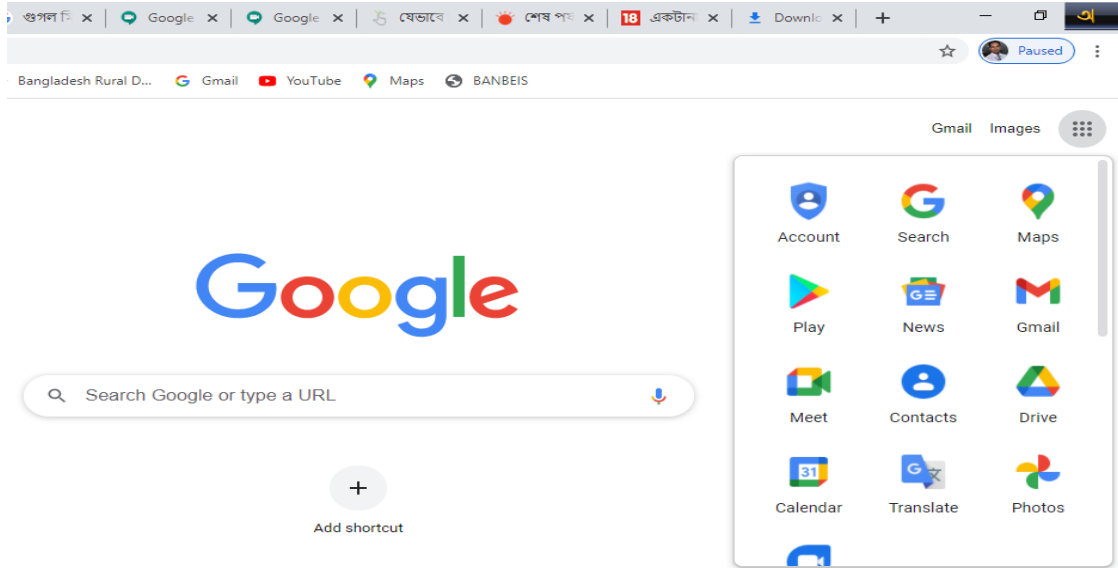 গুগল Google Google যেভাবে শেষ 18 একটান Downlo
Paused
Bangladesh Rural D... Gmail YouTube Maps BANBEIS
Gmail Images
Account Search Maps
Google
Play News Gmail
Search Google or type a URL
Meet Contacts Drive
31
Calendar Translate Photos
Add shortcut